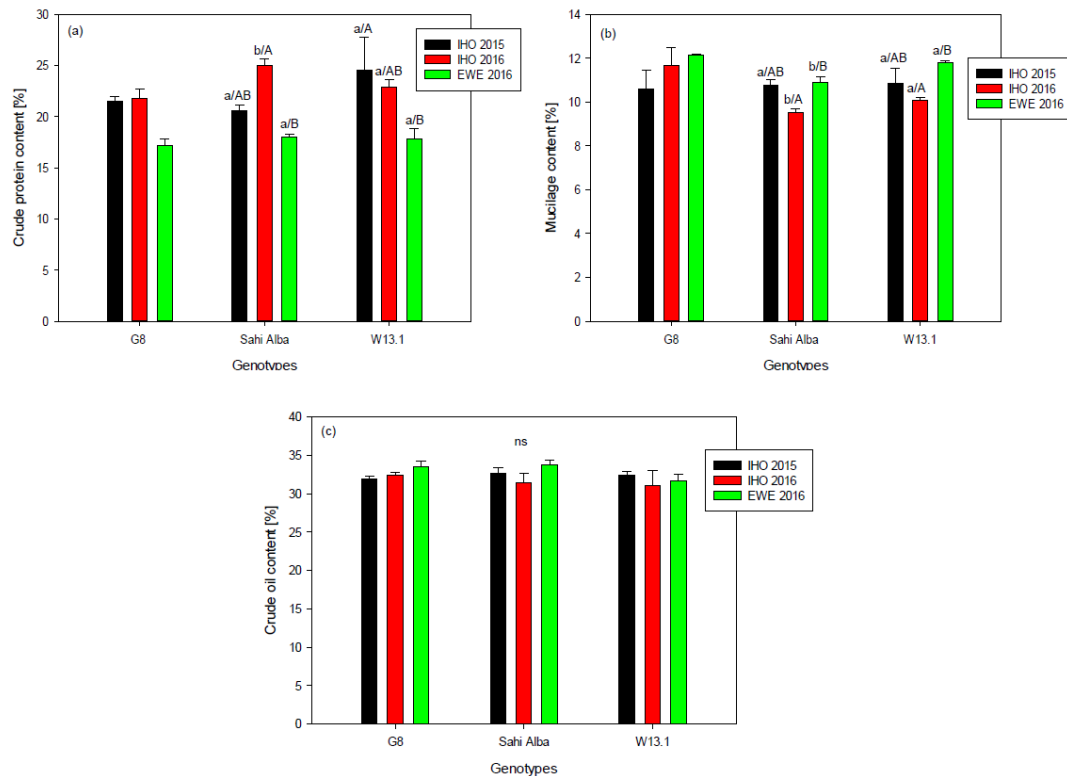 (a)
Crude protein content [%]
30
25
20
15
10
5
0
a/AB
b/A
a/B
a/A
a/AB
a/B
IHO 2015
IHO 2016
EWE 2016
G8
Sahi Alba
W13.1
Genotypes
(b)
Mucilage content [%]
14
12
10
8
6
4
2
0
a/AB
b/A
b/B
a/AB
a/A
a/B
IHO 2015
IHO 2016
EWE 2016
G8
Sahi Alba
W13.1
Genotypes
(c)
Crude oil content [%]
40
35
30
25
20
15
10
5
0
ns
IHO 2015
IHO 2016
EWE 2016
G8
Sahi Alba
W13.1
Genotypes